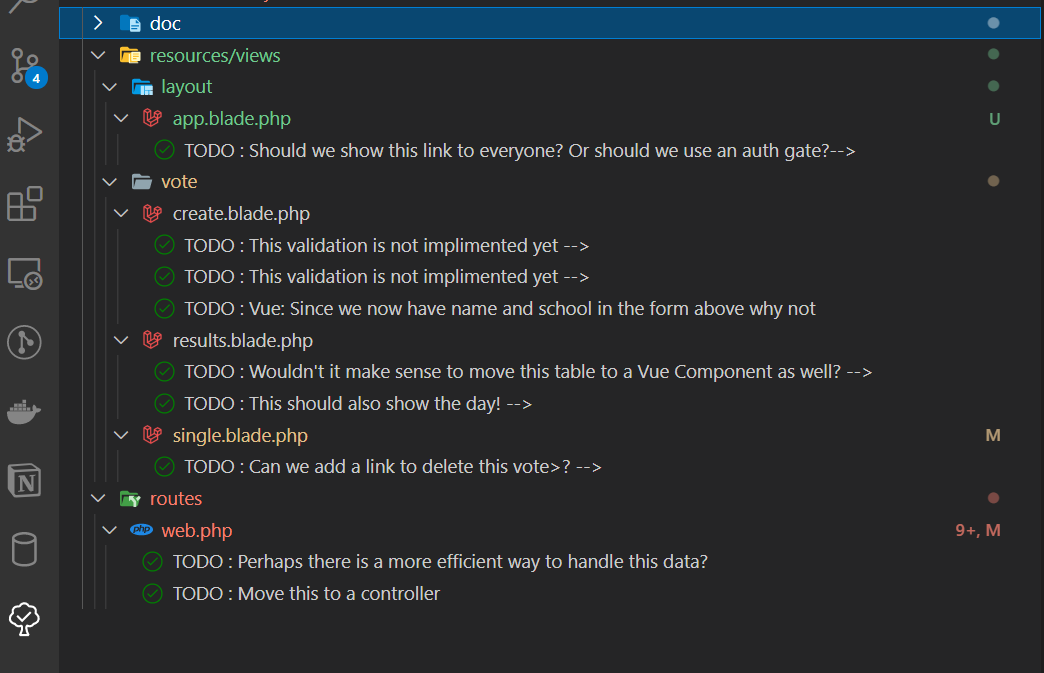 doc
resources/views
4
layout
app.blade.php U
TODO : Should we show this link to everyone? Or should we use an auth gate?-->
vote
create.blade.php
TODO : This validation is not implimented yet -->
TODO : This validation is not implimented yet -->
TODO : Vue: Since we now have name and school in the form above why not
results.blade.php
TODO : Wouldn't it make sense to move this table to a Vue Component as well? -->
TODO : This should also show the day! -->
single.blade.php M
TODO : Can we add a link to delete this vote>? -->
N
routes
php web.php 9+, M
TODO : Perhaps there is a more efficient way to handle this data?
TODO : Move this to a controller